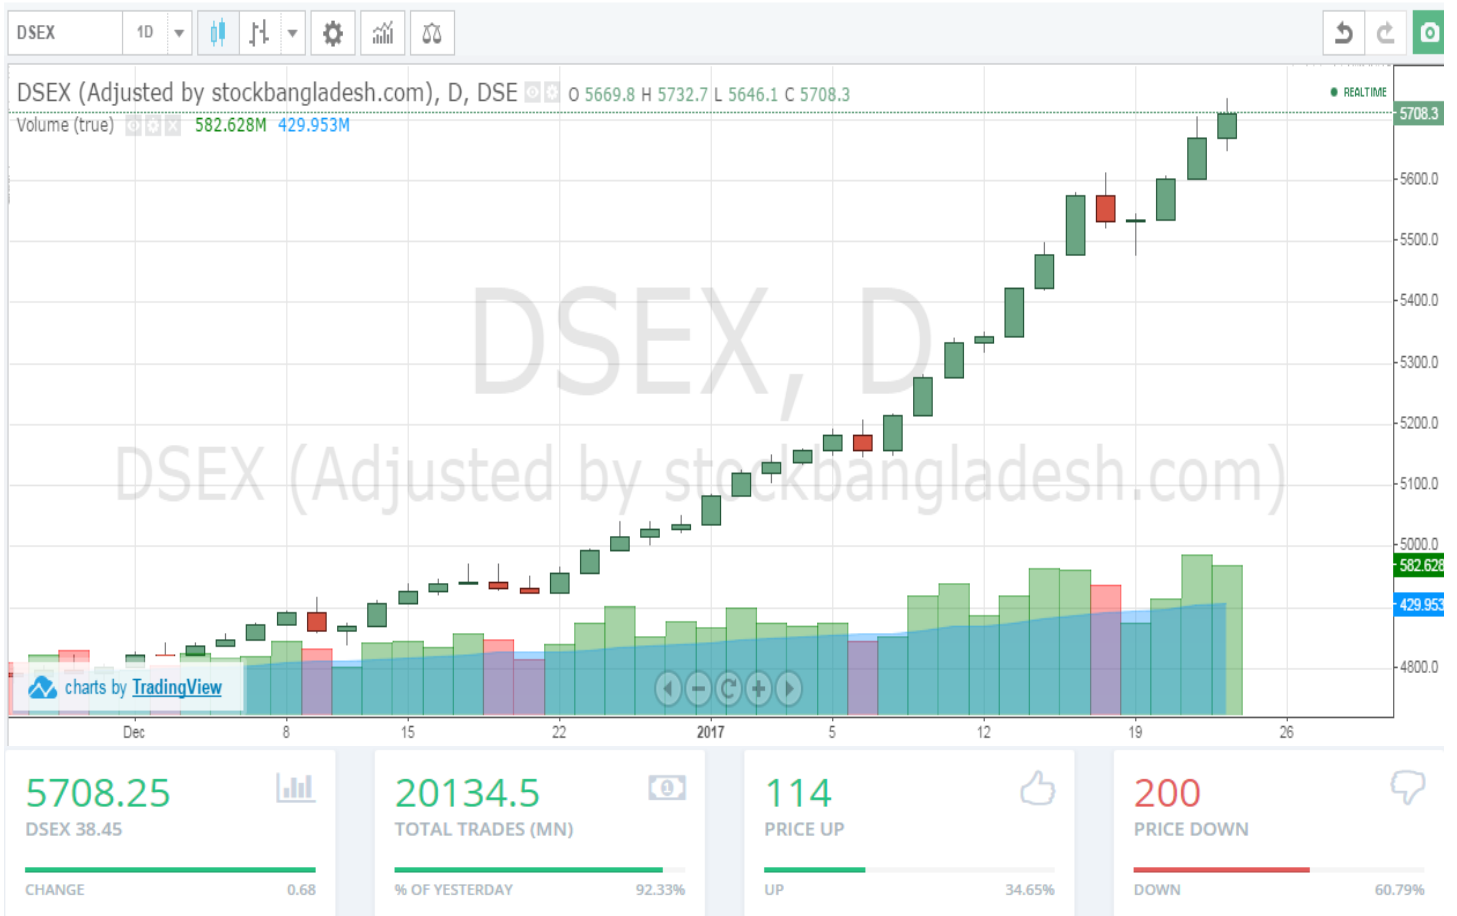 DSEX 1D
DSEX (Adjusted by stockbangladesh.com), D, DSE O 5669.8 H 5732.7 L 5646.1 C 5708.3
REALTIME
Volume (true) 582.628M 429.953M
5708.3
5600.0
5500.0
5400.0
5300.0
5200.0
5100.0
5000.0
582.628
429.953
4800.0
DSEX, D
DSEX (Adjusted by stockbangladesh.com)
charts by TradingView
Dec 8 15 22 2017 5 12 19 26
5708.25 20134.5 114 200
DSEX 38.45 TOTAL TRADES (MN) PRICE UP PRICE DOWN
CHANGE 0.68 % OF YESTERDAY 92.33% UP 34.65% DOWN 60.79%